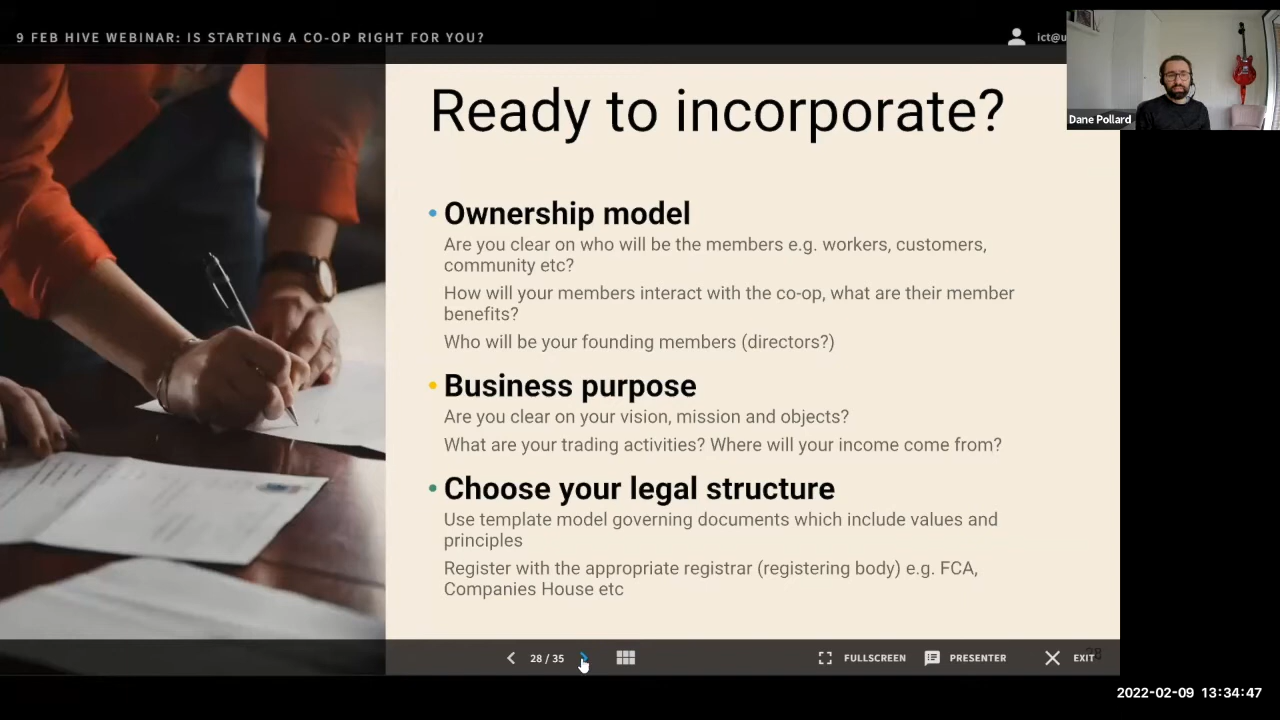 9 FEB HIVE WEBINAR: IS STARTING A CO-OP RIGHT FOR YOU?
ict@u
Dane Pollard
Ready to incorporate?
• Ownership model
Are you clear on who will be the members e.g. workers, customers,
community etc?
How will your members interact with the co-op, what are their member
benefits?
Who will be your founding members (directors?)
• Business purpose
Are you clear on your vision, mission and objects?
What are your trading activities? Where will your income come from?
• Choose your legal structure
Use template model governing documents which include values and
principles
Register with the appropriate registrar (registering body) e.g. FCA,
Companies House etc
28 / 35
FULLSCREEN
PRESENTER
EXIT
28
2022-02-09 13:34:47